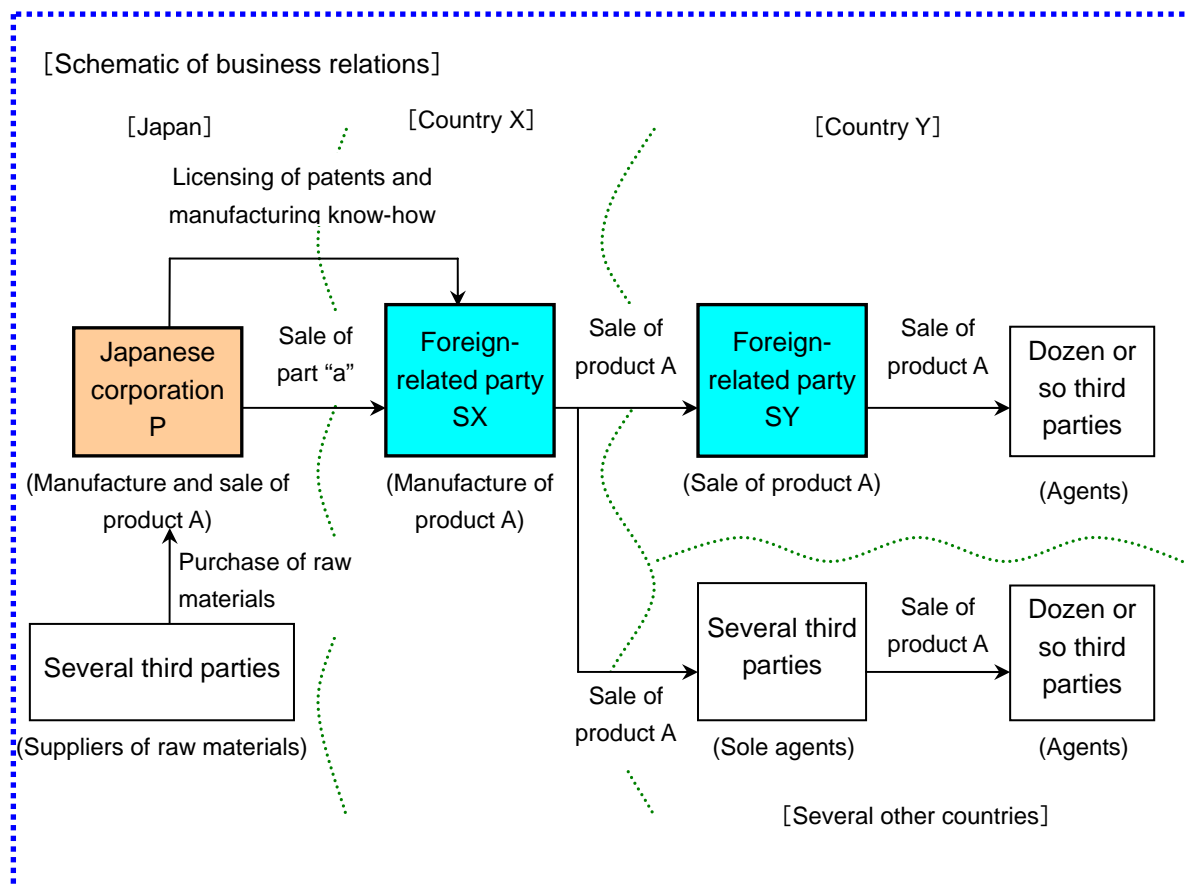 ［Schematic of business relations］
［Japan］
［Country X］
［Country Y］
Licensing of patents and
manufacturing know-how
Japanese
corporation
P
(Manufacture and sale of
product A)
Sale of
part “a”
Foreign-
related party
SX
(Manufacture of
product A)
Sale of
product A
Foreign-
related party
SY
(Sale of product A)
Sale of
product A
Dozen or
so third
parties
(Agents)
Purchase of raw
materials
Several third parties
(Suppliers of raw materials)
Sale of
product A
Several third
parties
(Sole agents)
Sale of
product A
Dozen or
so third
parties
(Agents)
［Several other countries］